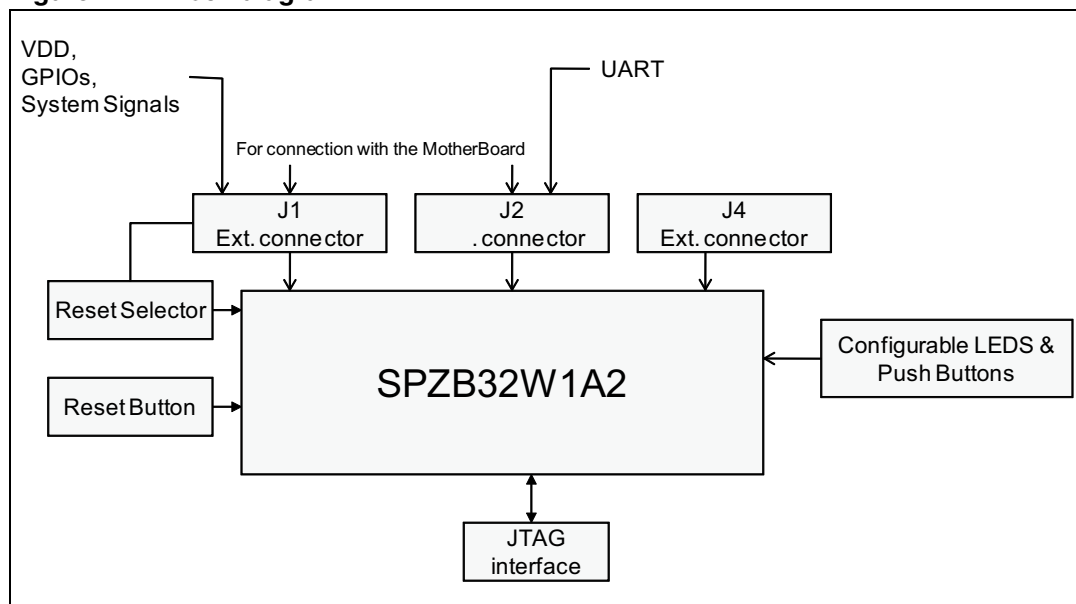 VDD,
GPIOs,
System Signals
UART
For connection with the MotherBoard
J1
Ext. connector
J2
. connector
J4
Ext. connector
Reset Selector
Configurable LEDS &
Push Buttons
SPZB32W1A2
Reset Button
JTAG
interface